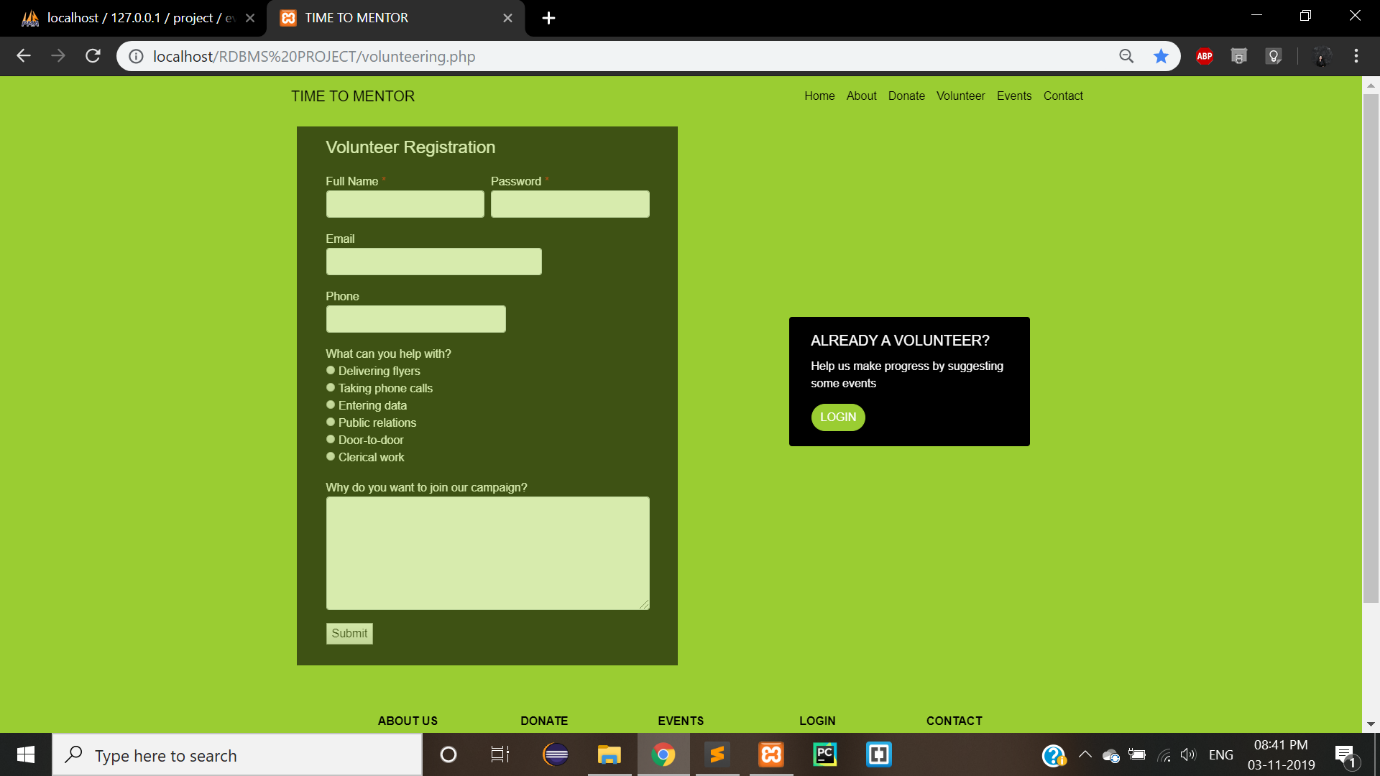 localhost / 127.0.0.1 / project / e
TIME TO MENTOR
localhost/RDBMS%20PROJECT/volunteering.php
ABP
TIME TO MENTOR
Home About Donate Volunteer Events Contact
Volunteer Registration
Full Name * Password *
Email
Phone
What can you help with?
Delivering flyers
Taking phone calls
Entering data
Public relations
Door-to-door
Clerical work
Why do you want to join our campaign?
Submit
ALREADY A VOLUNTEER?
Help us make progress by suggesting
some events
LOGIN
ABOUT US DONATE EVENTS LOGIN CONTACT
Type here to search
PC
ENG
08:41 PM
03-11-2019
1